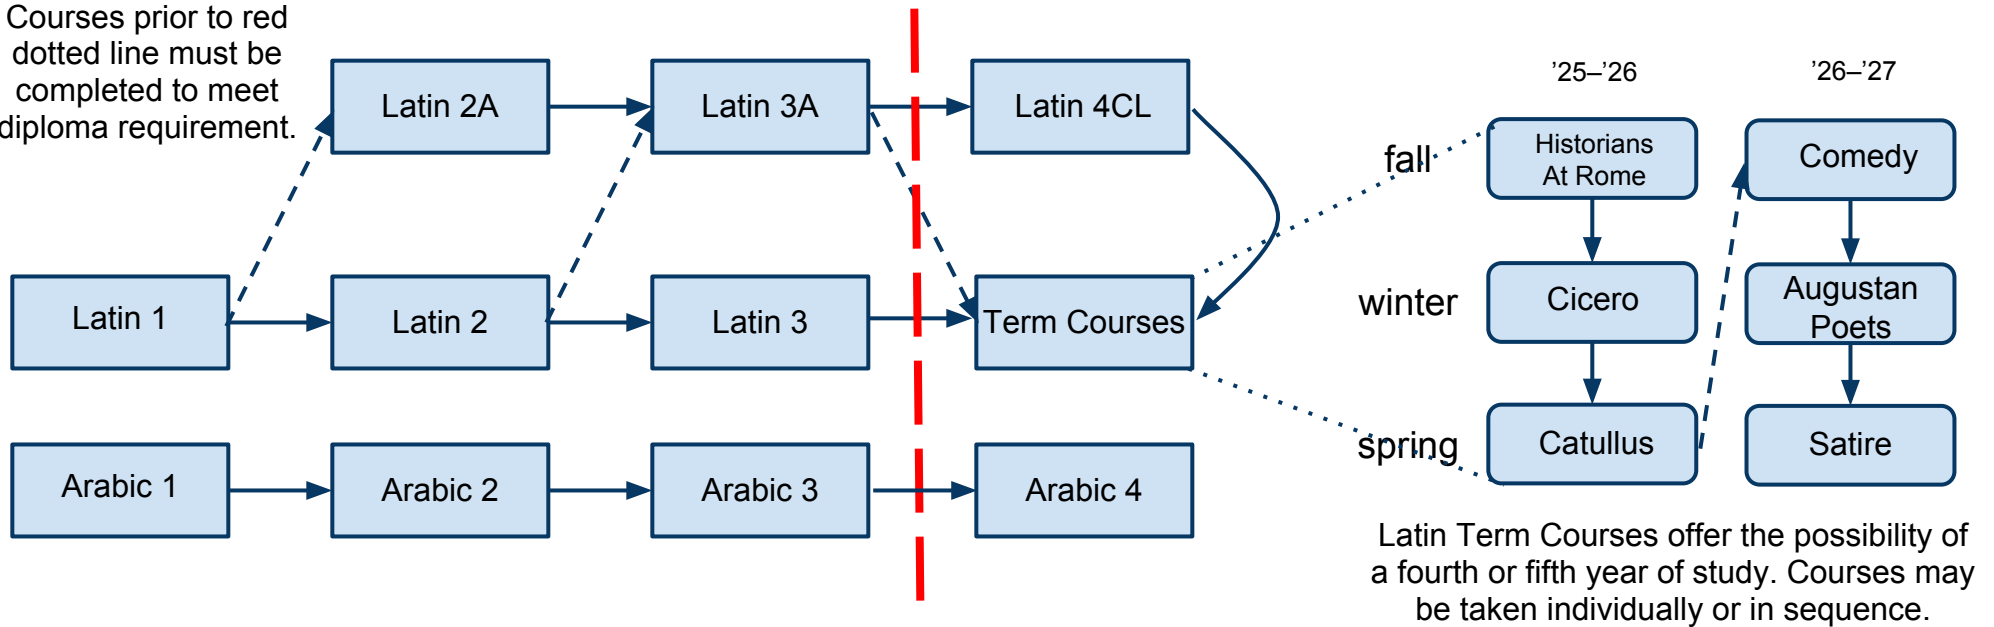 Courses prior to red
dotted line must be
completed to meet
diploma requirement.
Latin 2A
Latin 3A
Latin 4CL
Latin 1
Latin 2
Latin 3
Term Courses
Arabic 1
Arabic 2
Arabic 3
Arabic 4
’25–’26
’26–’27
fall
Historians
At Rome
Comedy
winter
Cicero
Augustan
Poets
spring
Catullus
Satire
Latin Term Courses offer the possibility of
a fourth or fifth year of study. Courses may
be taken individually or in sequence.